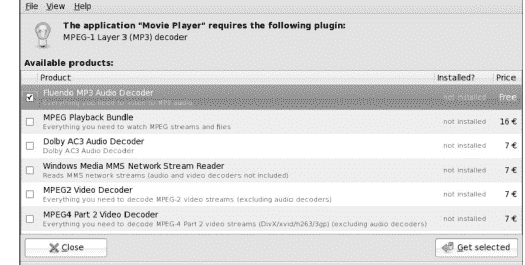 File View Help
The application "Movie Player" requires the following plugin:
MPEG-1 Layer 3 (MP3) decoder
Available products:
Product Installed? Price
Fluendo MP3 Audio Decoder not installed Free
Everything you need to MP3 audio
MPEG Playback Bundle not installed 16 €
Everything you need to watch MPEG streams and files
Dolby AC3 Audio Decoder not installed 7 €
Dolby AC3 Audio Decoder
Windows Media MMS Network Stream Reader not installed 7 €
Reads MMS network streams (audio and video decoders not included)
MPEG2 Video Decoder not installed 7 €
Everything you need to decode MPEG-2 video streams (excluding audio decoders)
MPEG4 Part 2 Video Decoder not installed 7 €
Everything you need to decode MPEG-4 Part 2 video streams (DivX/xvid/h263/3gp) (excluding audio decoders)
Close Get selected